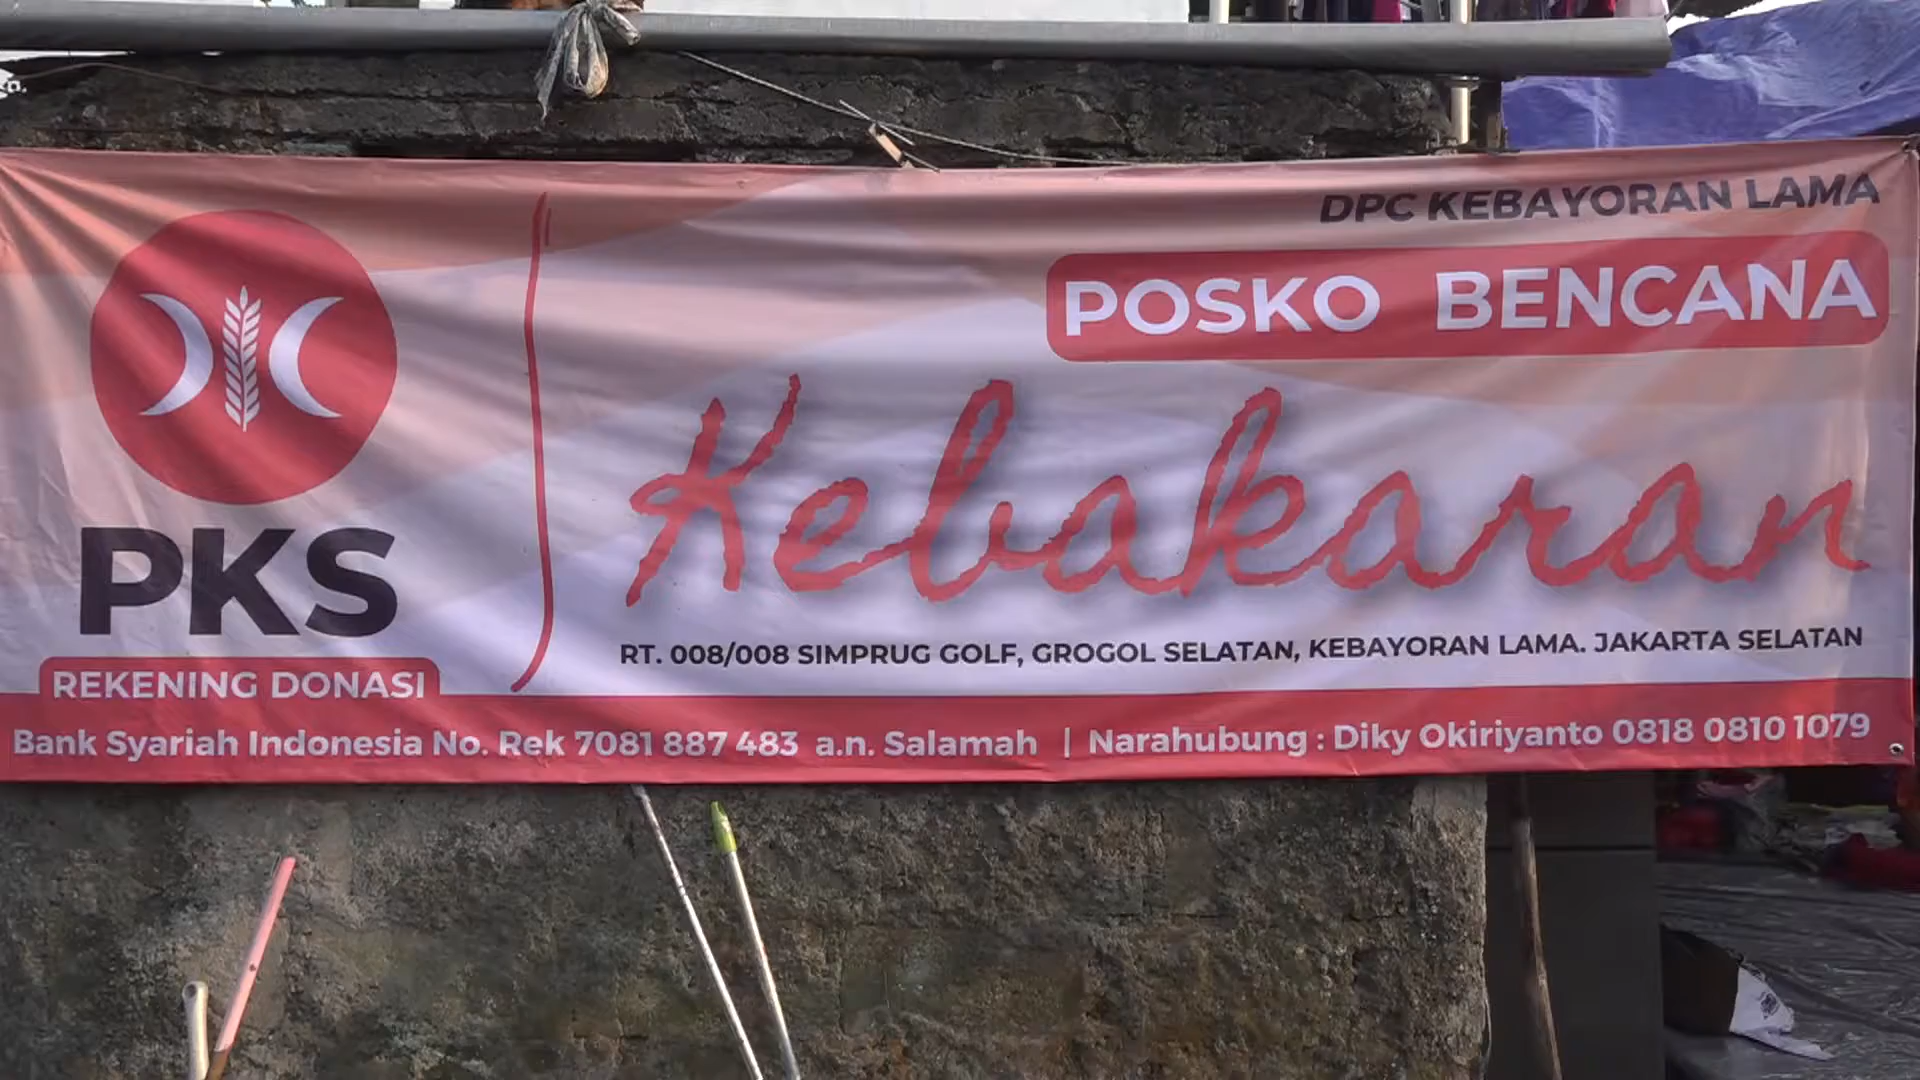 DPC KEBAYORAN LAMA
POSKO BENCANA
Kebakaran
RT. 008/008 SIMPRUG GOLF, GROGOL SELATAN, KEBAYORAN LAMA. JAKARTA SELATAN
PKS
REKENING DONASI
Bank Syariah Indonesia No. Rek 7081 887 483 a.n. Salamah | Narahubung : Diky Okiriyanto 0818 0810 1079